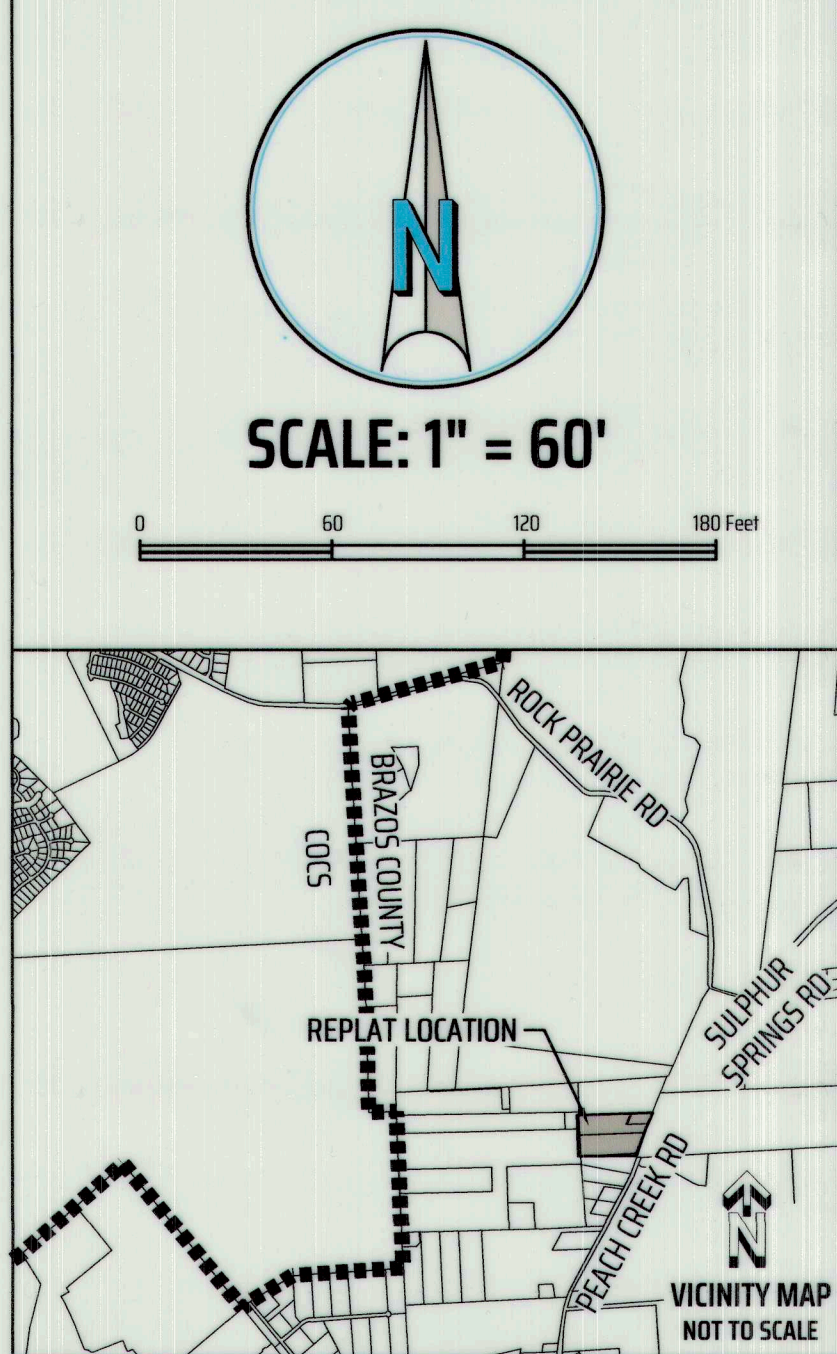 N
SCALE: 1" = 60'
0 60 120 180 Feet
ROCK PRAIRIE RD
BRAZOS COUNTY
COCS
SULPHUR
SPRINGS RD
REPLAT LOCATION
PEACH CREEK RD
N
VICINITY MAP
NOT TO SCALE